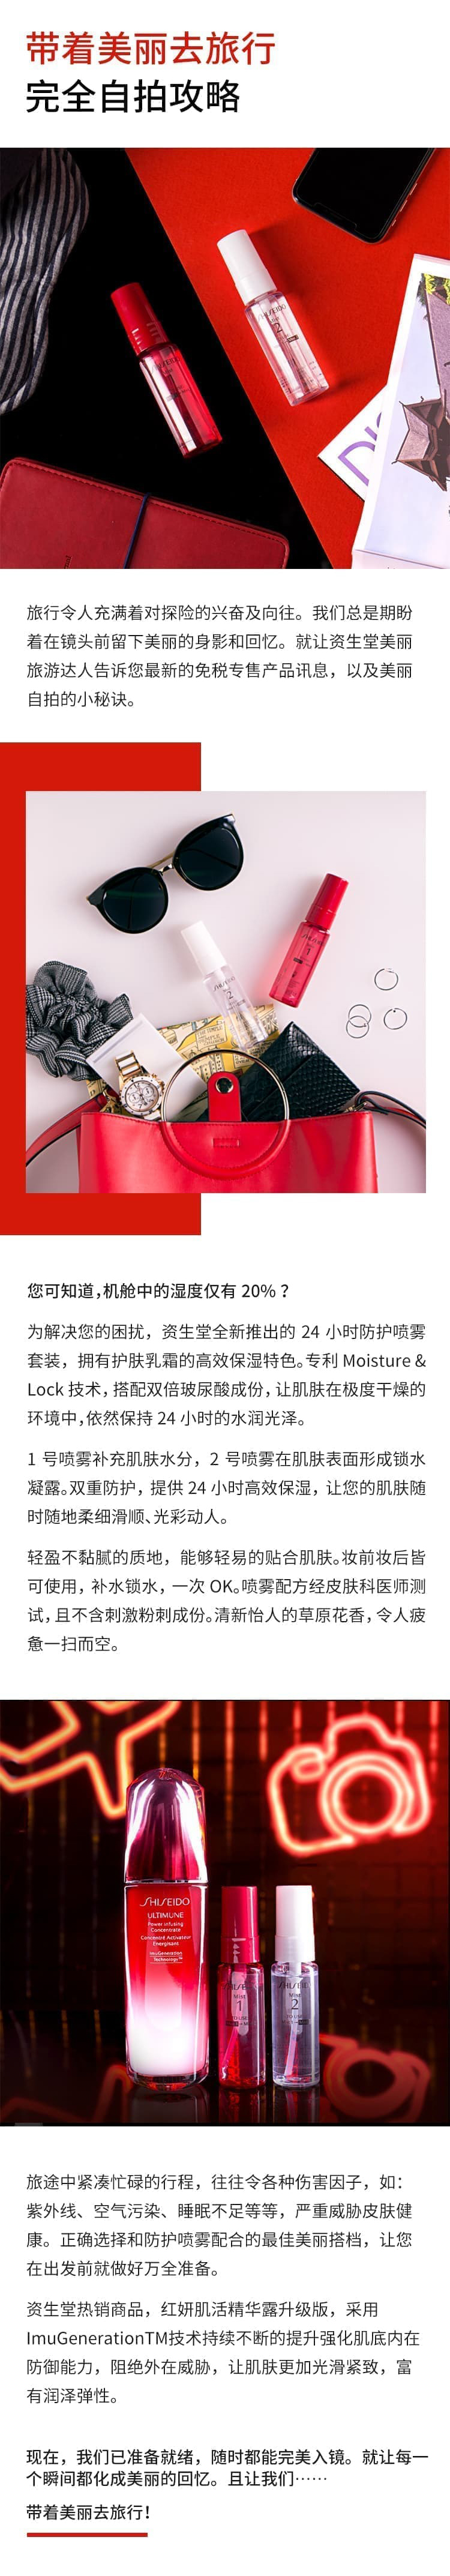 带着美丽去旅行
完全自拍攻略
SHISEIDO
2
1
旅行令人充满着对探险的兴奋及向往。我们总是期盼
着在镜头前留下美丽的身影和回忆。就让资生堂美丽
旅游达人告诉您最新的免税专售产品讯息，以及美丽
自拍的小秘诀。
1
2
您可知道，机舱中的湿度仅有 20%？
为解决您的困扰，资生堂全新推出的 24 小时防护喷雾
套装，拥有护肤乳霜的高效保湿特色。专利 Moisture &
Lock 技术，搭配双倍玻尿酸成份，让肌肤在极度干燥的
环境中，依然保持 24 小时的水润光泽。
1 号喷雾补充肌肤水分，2 号喷雾在肌肤表面形成锁水
凝露。双重防护，提供 24 小时高效保湿，让您的肌肤随
时随地柔细滑顺、光彩动人。
轻盈不黏腻的质地，能够轻易的贴合肌肤。妆前妆后皆
可使用，补水锁水，一次 OK。喷雾配方经皮肤科医师测
试，且不含刺激粉刺成份。清新怡人的草原花香，令人疲
惫一扫而空。
SHISEIDO
ULTIMUNE
Power Infusing
Concentrate
Concentré Activateur
Énergisant
ImuGeneration
Technology™
SHISEIDO
Mist
1
SHISEIDO
Mist
2
旅途中紧凑忙碌的行程，往往令各种伤害因子，如：
紫外线、空气污染、睡眠不足等等，严重威胁皮肤健
康。正确选择和防护喷雾配合的最佳美丽搭档，让您
在出发前就做好万全准备。
资生堂热销商品，红妍肌活精华露升级版，采用
ImuGenerationTM技术持续不断的提升强化肌底内在
防御能力，阻绝外在威胁，让肌肤更加光滑紧致，富
有润泽弹性。
现在，我们已准备就绪，随时都能完美入镜。就让每一
个瞬间都化成美丽的回忆。且让我们……
带着美丽去旅行！